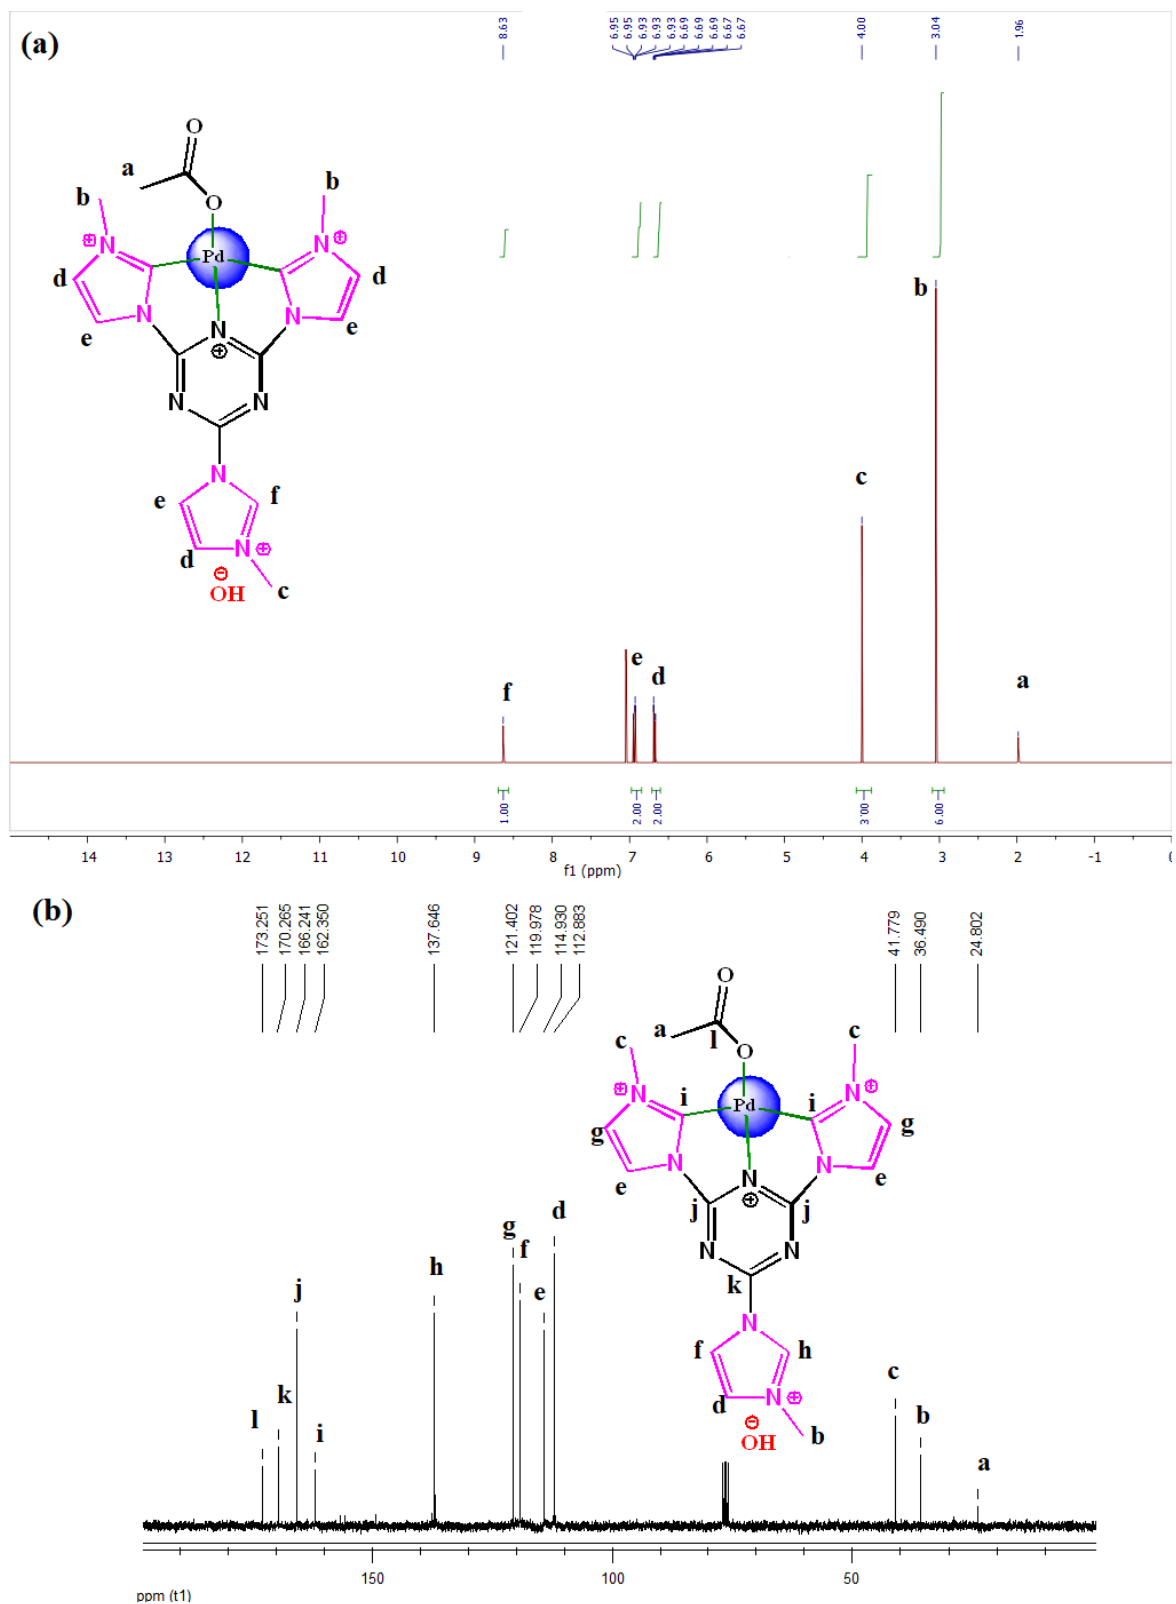 (a)
8.63
6.95
6.95
6.93
6.93
6.93
6.69
6.69
6.69
6.69
6.67
6.67
4.00
3.04
1.96
O
a
O
b
b
N
Pd
N
d
d
N
N
e
N
e
N
N
N
e
f
d
N
OH
c
f
e
d
c
b
a
1.00
2.00
2.00
3.00
6.00
14 13 12 11 10 9 8 7 6 5 4 3 2 -1 0
f1 (ppm)
(b)
173.251
170.265
166.241
162.350
137.646
121.402
119.978
114.930
112.883
41.779
36.490
24.802
O
a
l
O
c
c
N
i
Pd
i
N
g
g
N
N
e
N
e
j
j
N
N
k
N
f
h
d
N
OH
b
l
k
j
i
h
g
f
e
d
c
b
a
150 100 50
ppm (t1)